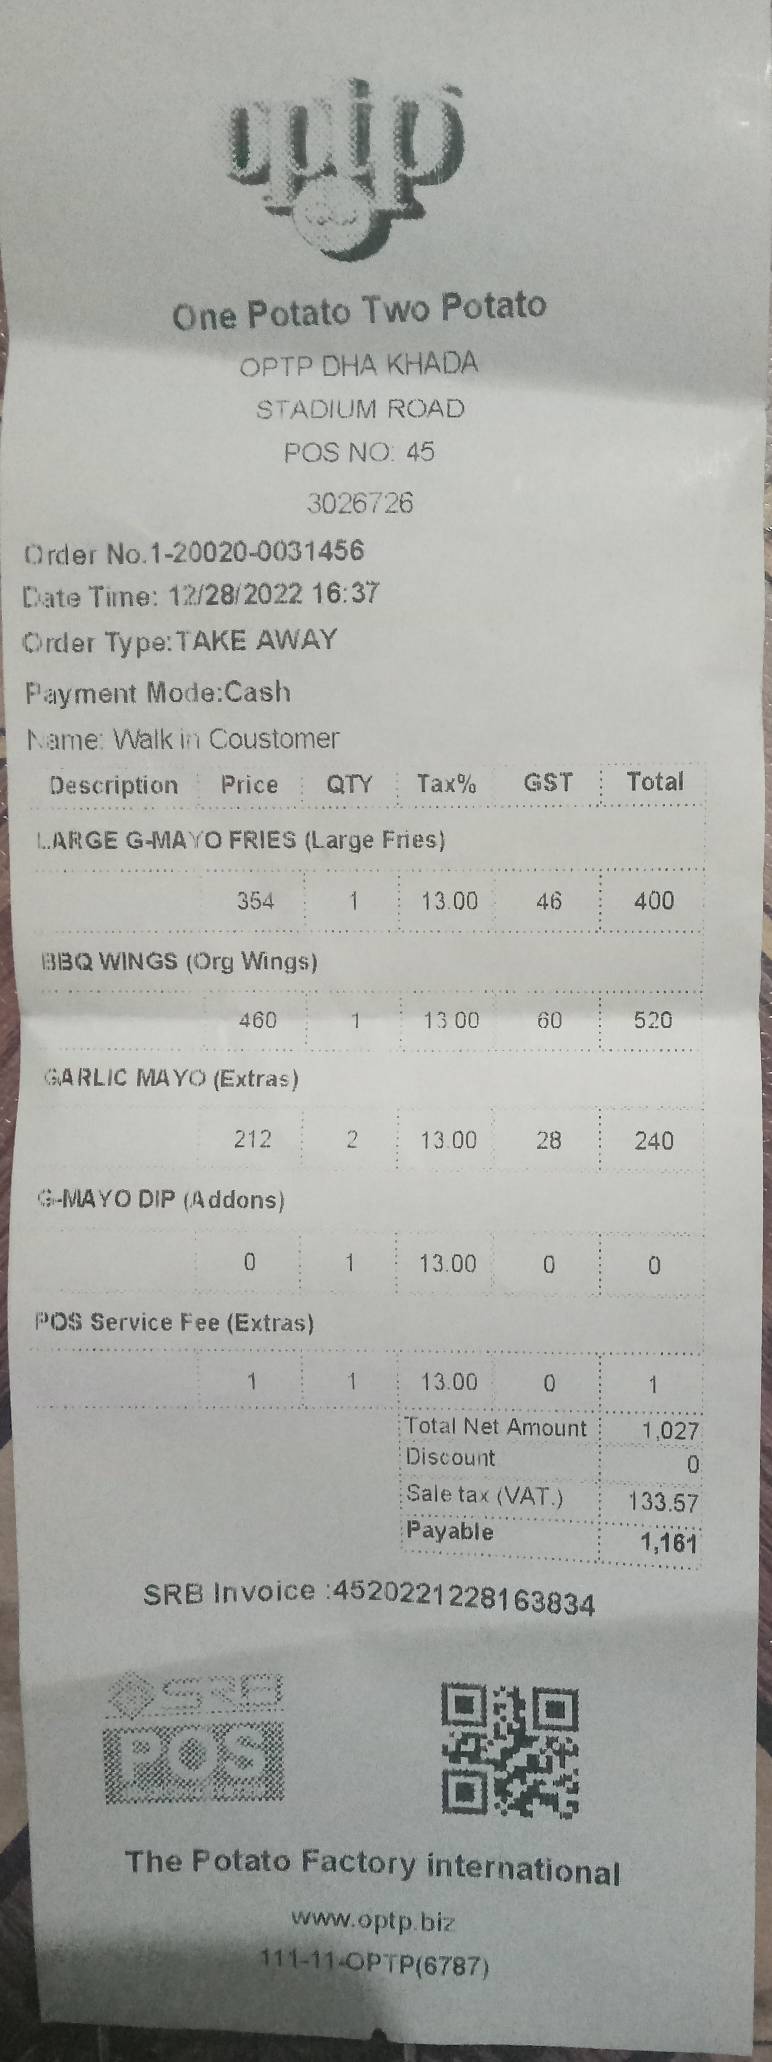 optp
One Potato Two Potato
OPTP DHA KHADA
STADIUM ROAD
POS NO: 45
3026726
Order No.1-20020-0031456
Date Time: 12/28/2022 16:37
Order Type:TAKE AWAY
Payment Mode:Cash
Name: Walk in Coustomer
Description Price QTY Tax% GST Total
LARGE G-MAYO FRIES (Large Fries)
354 1 13.00 46 400
BBQ WINGS (Org Wings)
460 1 13.00 60 520
GARLIC MAYO (Extras)
212 2 13.00 28 240
G-MAYO DIP (Addons)
0 1 13.00 0 0
POS Service Fee (Extras)
1 1 13.00 0 1
Total Net Amount 1,027
Discount 0
Sale tax (VAT.) 133.57
Payable 1,161
SRB Invoice :4520221228163834
SRB
POS
The Potato Factory international
www.optp.biz
111-11-OPTP(6787)